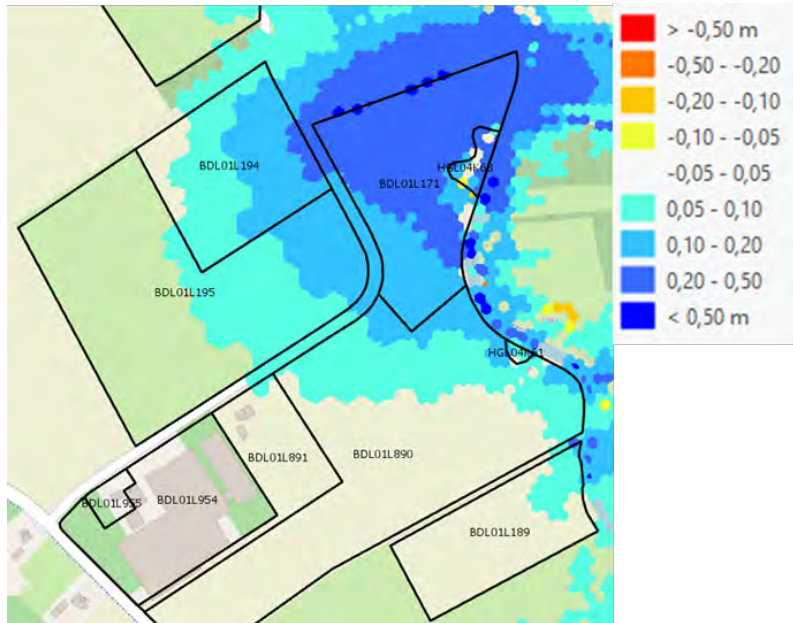 > -0,50 m
-0,50 - -0,20
-0,20 - -0,10
-0,10 - -0,05
-0,05 - 0,05
0,05 - 0,10
0,10 - 0,20
0,20 - 0,50
< 0,50 m
BDL01L194
HGL04K63
BDL01L171
BDL01L195
HGL04K61
BDL01L891
BDL01L890
BDL01L955
BDL01L954
BDL01L189